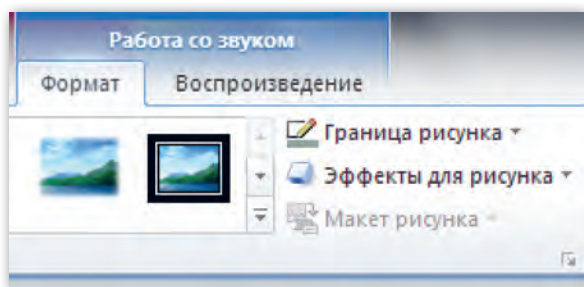 Работа со звуком
Формат Воспроизведение
Граница рисунка
Эффекты для рисунка
Макет рисунка